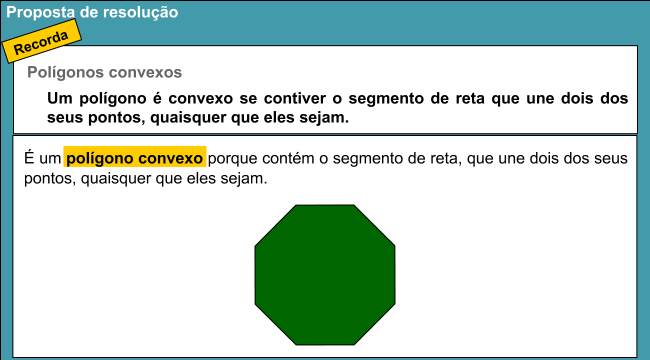 Proposta de resolução
Recorda
Polígonos convexos
Um polígono é convexo se contiver o segmento de reta que une dois dos
seus pontos, quaisquer que eles sejam.
É um polígono convexo porque contém o segmento de reta, que une dois dos seus
pontos, quaisquer que eles sejam.